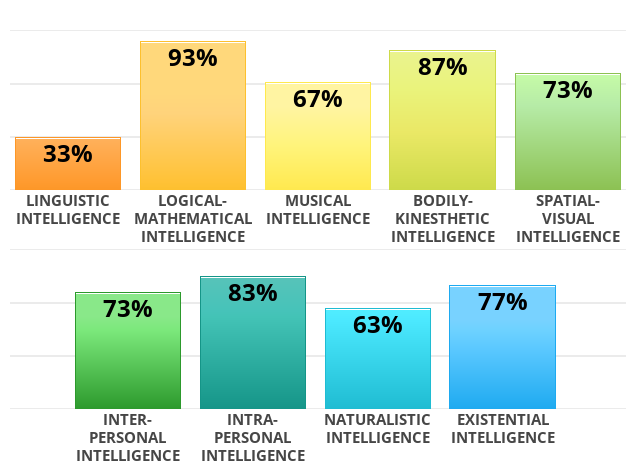 93%
87%
73%
67%
33%
LINGUISTIC
INTELLIGENCE
LOGICAL-
MATHEMATICAL
INTELLIGENCE
MUSICAL
INTELLIGENCE
BODILY-
KINESTHETIC
INTELLIGENCE
SPATIAL-
VISUAL
INTELLIGENCE
73%
83%
63%
77%
INTER-
PERSONAL
INTELLIGENCE
INTRA-
PERSONAL
INTELLIGENCE
NATURALISTIC
INTELLIGENCE
EXISTENTIAL
INTELLIGENCE